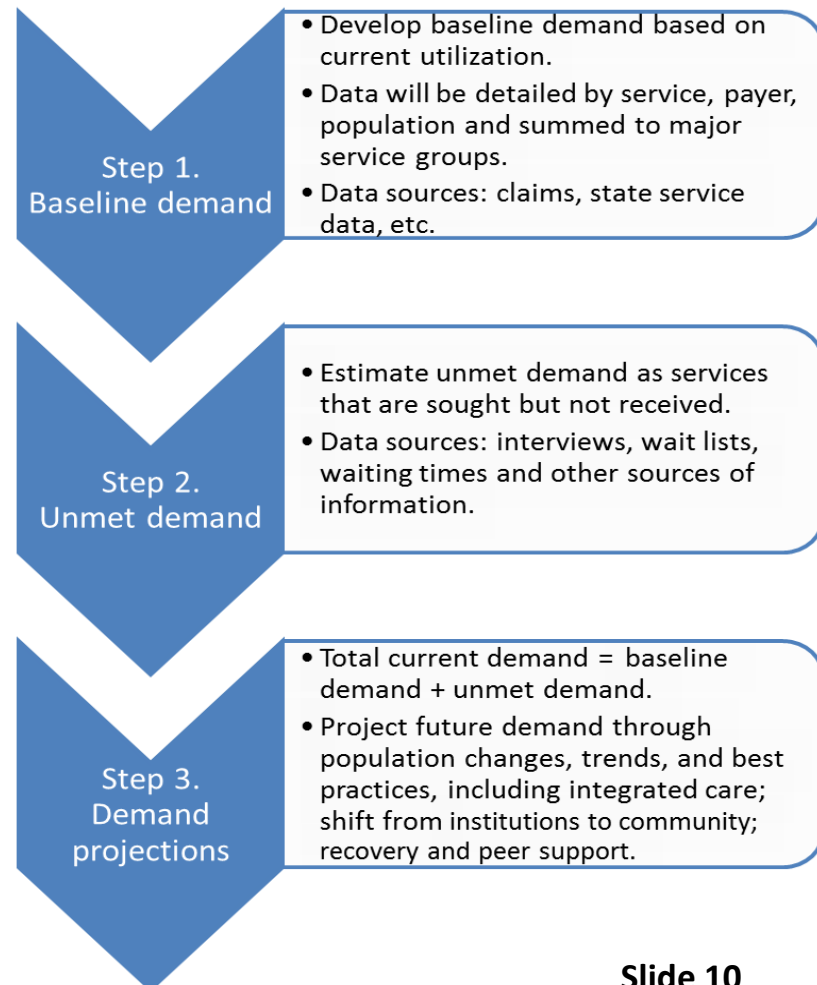 Step 1.
Baseline demand
• Develop baseline demand based on
current utilization.
• Data will be detailed by service, payer,
population and summed to major
service groups.
• Data sources: claims, state service
data, etc.
Step 2.
Unmet demand
• Estimate unmet demand as services
that are sought but not received.
• Data sources: interviews, wait lists,
waiting times and other sources of
information.
Step 3.
Demand
projections
• Total current demand = baseline
demand + unmet demand.
• Project future demand through
population changes, trends, and best
practices, including integrated care;
shift from institutions to community;
recovery and peer support.
Slide 10